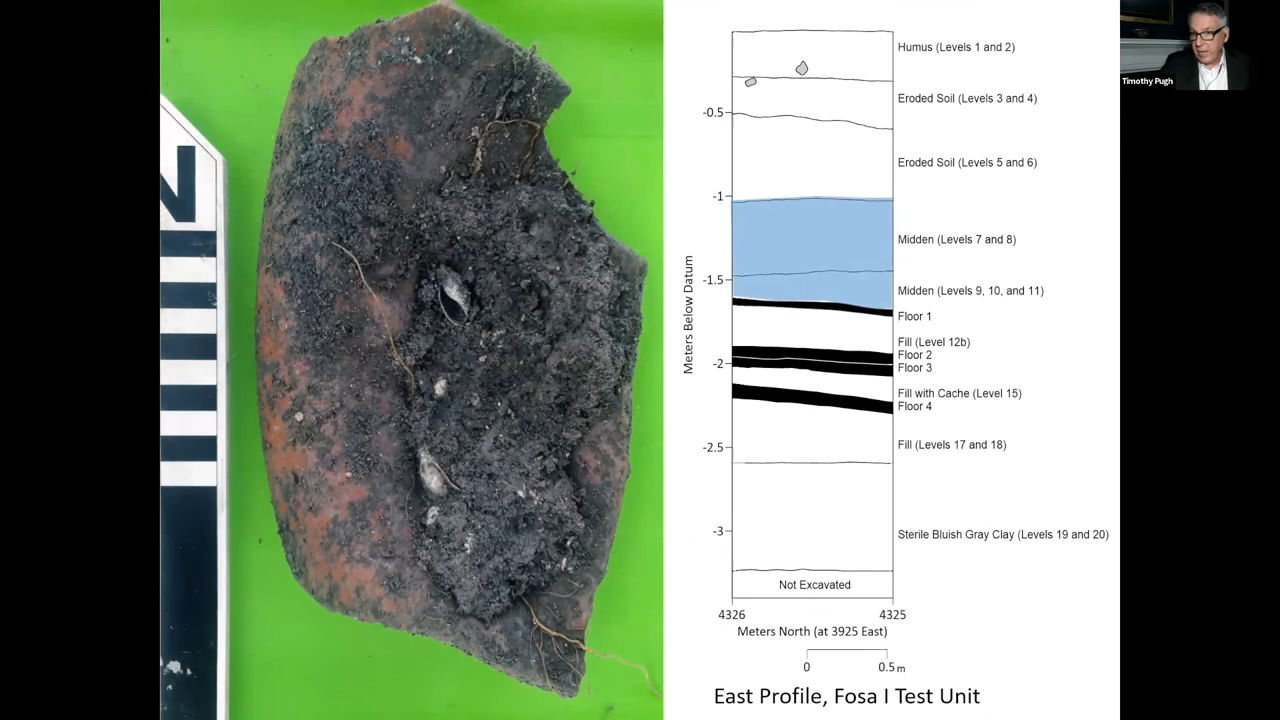 N
Humus (Levels 1 and 2)
Eroded Soil (Levels 3 and 4)
-0.5
Eroded Soil (Levels 5 and 6)
-1
Midden (Levels 7 and 8)
-1.5
Midden (Levels 9, 10, and 11)
Floor 1
Fill (Level 12b)
Floor 2
-2
Floor 3
Fill with Cache (Level 15)
Floor 4
-2.5
Fill (Levels 17 and 18)
-3
Sterile Bluish Gray Clay (Levels 19 and 20)
Not Excavated
Meters Below Datum
4326
4325
Meters North (at 3925 East)
0
0.5 m
East Profile, Fosa I Test Unit
Timothy Pugh